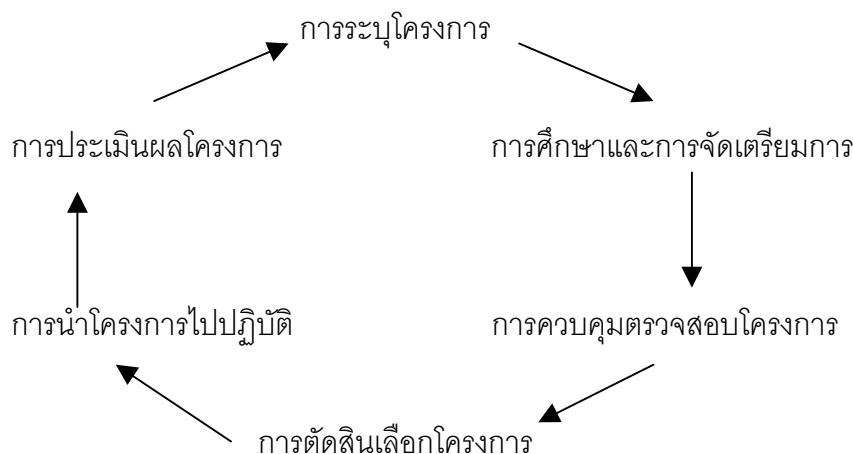 การระบุโครงการ
การประเมินผลโครงการ
การศึกษาและการจัดเตรียมการ
การนำโครงการไปปฏิบัติ
การควบคุมตรวจสอบโครงการ
การตัดสินเลือกโครงการ